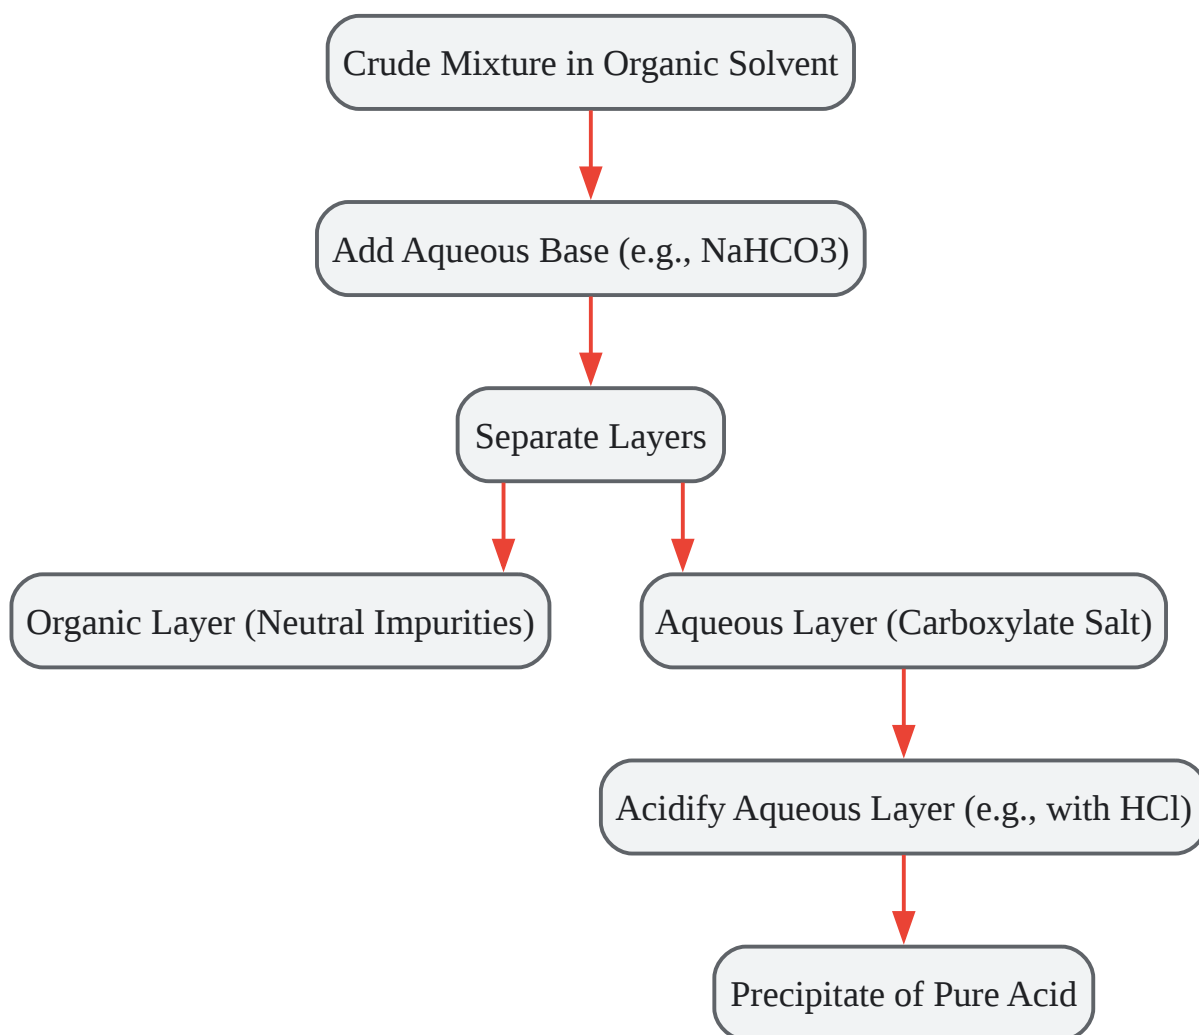 Crude Mixture in Organic Solvent
Add Aqueous Base (e.g., NaHCO3)
Separate Layers
Organic Layer (Neutral Impurities)
Aqueous Layer (Carboxylate Salt)
Acidify Aqueous Layer (e.g., with HCl)
Precipitate of Pure Acid